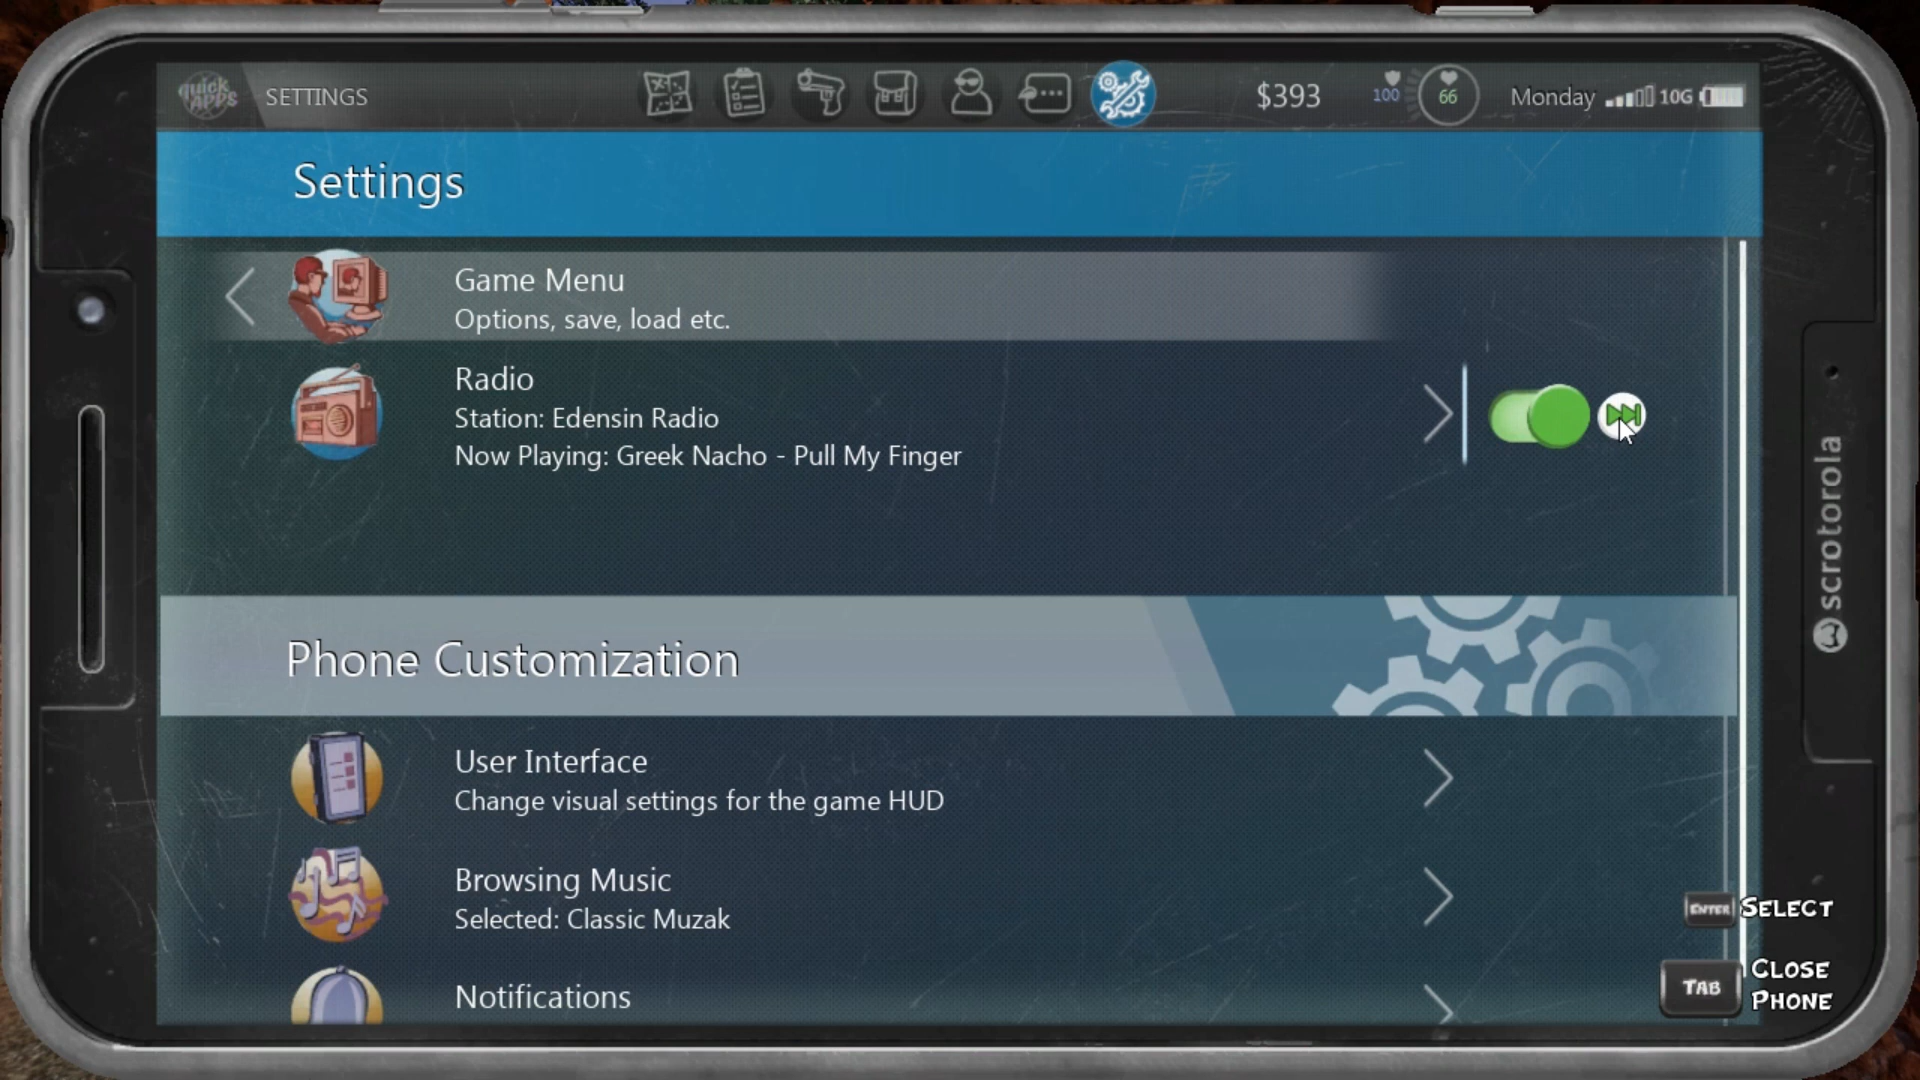 quick APPS
SETTINGS
$393
100
66
Monday
10G
Settings
Game Menu
Options, save, load etc.
Radio
Station: Edensin Radio
Now Playing: Greek Nacho - Pull My Finger
Phone Customization
User Interface
Change visual settings for the game HUD
Browsing Music
Selected: Classic Muzak
Notifications
ENTER SELECT
TAB CLOSE
PHONE
scrotorola